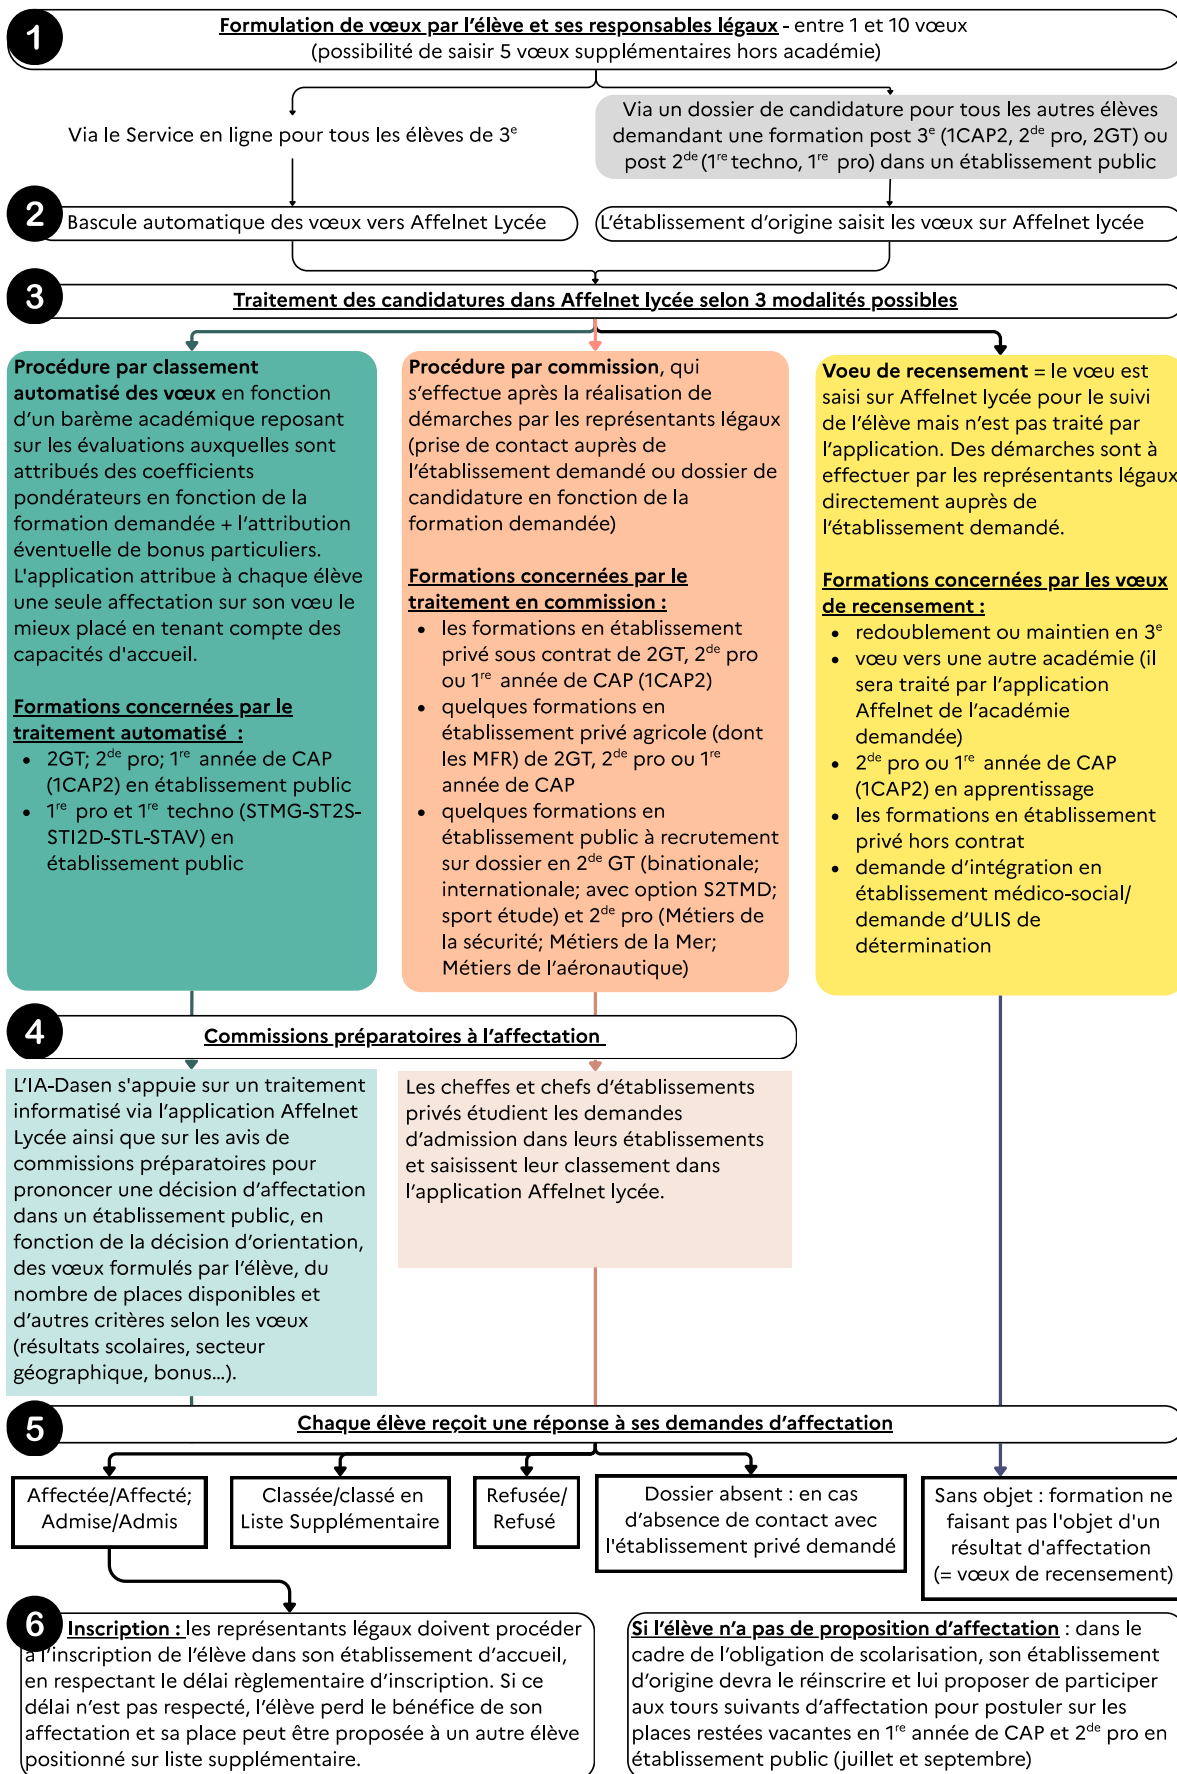 1
Formulation de vœux par l'élève et ses responsables légaux - entre 1 et 10 vœux
(possibilité de saisir 5 vœux supplémentaires hors académie)
Via le Service en ligne pour tous les élèves de 3e
Via un dossier de candidature pour tous les autres élèves
demandant une formation post 3e (1CAP2, 2de pro, 2GT) ou
post 2de (1re techno, 1re pro) dans un établissement public
2
Bascule automatique des vœux vers Affelnet Lycée
L'établissement d'origine saisit les vœux sur Affelnet lycée
3
Traitement des candidatures dans Affelnet lycée selon 3 modalités possibles
Procédure par classement
automatisé des vœux en fonction
d'un barème académique reposant
sur les évaluations auxquelles sont
attribués des coefficients
pondérateurs en fonction de la
formation demandée + l'attribution
éventuelle de bonus particuliers.
L'application attribue à chaque élève
une seule affectation sur son vœu le
mieux placé en tenant compte des
capacités d'accueil.
Formations concernées par le
traitement automatisé :
• 2GT; 2de pro; 1re année de CAP
(1CAP2) en établissement public
• 1re pro et 1re techno (STMG-ST2S-
STI2D-STL-STAV) en
établissement public
Procédure par commission, qui
s'effectue après la réalisation de
démarches par les représentants légaux
(prise de contact auprès de
l'établissement demandé ou dossier de
candidature en fonction de la
formation demandée)
Formations concernées par le
traitement en commission :
• les formations en établissement
privé sous contrat de 2GT, 2de pro
ou 1re année de CAP (1CAP2)
• quelques formations en
établissement privé agricole (dont
les MFR) de 2GT, 2de pro ou 1re
année de CAP
• quelques formations en
établissement public à recrutement
sur dossier en 2de GT (binationale;
internationale; avec option S2TMD;
sport étude) et 2de pro (Métiers de
la sécurité; Métiers de la Mer;
Métiers de l'aéronautique)
Voeu de recensement = le vœu est
saisi sur Affelnet lycée pour le suivi
de l'élève mais n'est pas traité par
l'application. Des démarches sont à
effectuer par les représentants légaux
directement auprès de
l'établissement demandé.
Formations concernées par les vœux
de recensement :
• redoublement ou maintien en 3e
• vœu vers une autre académie (il
sera traité par l'application
Affelnet de l'académie
demandée)
• 2de pro ou 1re année de CAP
(1CAP2) en apprentissage
• les formations en établissement
privé hors contrat
• demande d'intégration en
établissement médico-social/
demande d'ULIS de
détermination
4
Commissions préparatoires à l'affectation
L'IA-Dasen s'appuie sur un traitement
informatisé via l'application Affelnet
Lycée ainsi que sur les avis de
commissions préparatoires pour
prononcer une décision d'affectation
dans un établissement public, en
fonction de la décision d'orientation,
des vœux formulés par l'élève, du
nombre de places disponibles et
d'autres critères selon les vœux
(résultats scolaires, secteur
géographique, bonus...).
Les cheffes et chefs d'établissements
privés étudient les demandes
d'admission dans leurs établissements
et saisissent leur classement dans
l'application Affelnet lycée.
5
Chaque élève reçoit une réponse à ses demandes d'affectation
Affectée/Affecté;
Admise/Admis
Classée/classé en
Liste Supplémentaire
Refusée/
Refusé
Dossier absent : en cas
d'absence de contact avec
l'établissement privé demandé
Sans objet : formation ne
faisant pas l'objet d'un
résultat d'affectation
(= vœux de recensement)
6
Inscription : les représentants légaux doivent procéder
à l'inscription de l'élève dans son établissement d'accueil,
en respectant le délai règlementaire d'inscription. Si ce
délai n'est pas respecté, l'élève perd le bénéfice de son
affectation et sa place peut être proposée à un autre élève
positionné sur liste supplémentaire.
Si l'élève n'a pas de proposition d'affectation : dans le
cadre de l'obligation de scolarisation, son établissement
d'origine devra le réinscrire et lui proposer de participer
aux tours suivants d'affectation pour postuler sur les
places restées vacantes en 1re année de CAP et 2de pro en
établissement public (juillet et septembre)